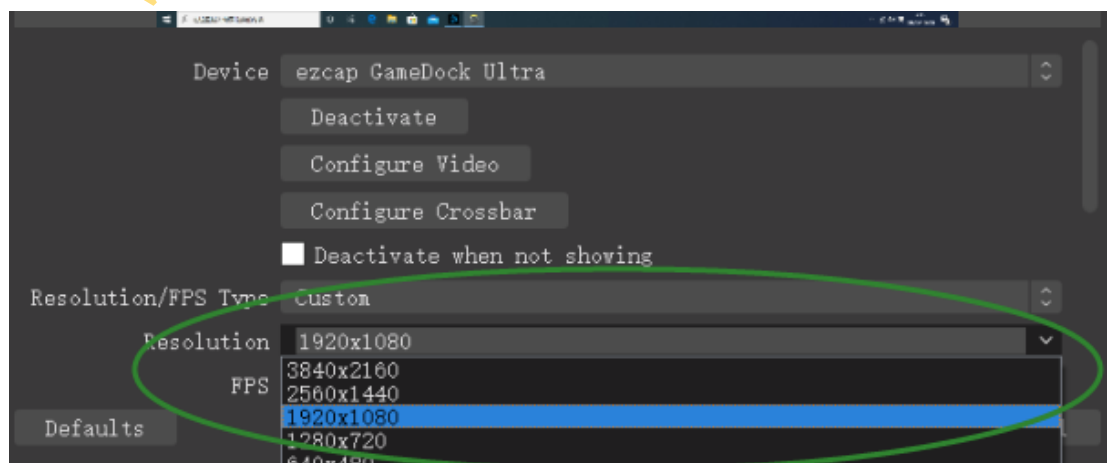 Device ezcap GameDock Ultra
Deactivate
Configure Video
Configure Crossbar
Deactivate when not showing
Resolution/FPS Type Custom
Resolution 1920x1080
3840x2160
FPS
2560x1440
1920x1080
Defaults
1280x720
640x480